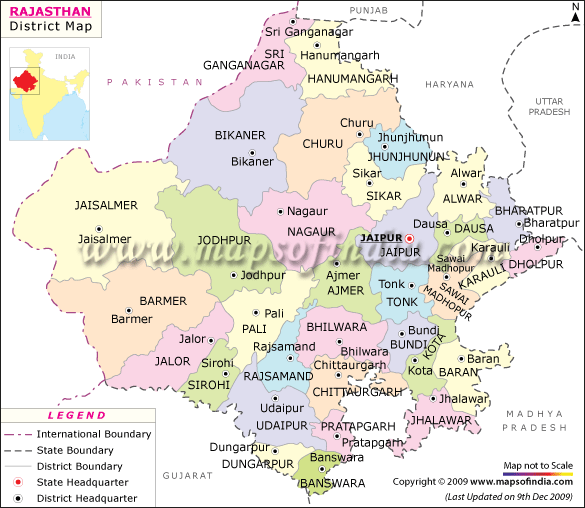 RAJASTHAN
District Map
INDIA
PUNJAB
N
Sri Ganganagar
SRI
GANGANAGAR
Hanumangarh
HANUMANGARH
PAKISTAN
HARYANA
UTTAR
PRADESH
BIKANER
Bikaner
Churu
CHURU
Jhunjhunun
JHUNJHUNUN
Sikar
SIKAR
Alwar
ALWAR
JAISALMER
Jaisalmer
JODHPUR
Jodhpur
Nagaur
NAGAUR
JAIPUR
JAIPUR
Dausa
DAUSA
BHARATPUR
Bharatpur
Dholpur
DHOLPUR
Karauli
KARAULI
Sawai
Madhopur
SAWAI
MADHOPUR
www.mapsofindia.com
Ajmer
AJMER
Tonk
TONK
BARMER
Barmer
Pali
PALI
BHILWARA
Bhilwara
Bundi
BUNDI
KOTA
Kota
Baran
BARAN
Jalor
JALOR
Sirohi
SIROHI
Rajsamand
RAJSAMAND
Chittaurgarh
CHITTAURGARH
Jhalawar
JHALAWAR
Udaipur
UDAIPUR
PRATAPGARH
Pratapgarh
Dungarpur
DUNGARPUR
Banswara
BANSWARA
MADHYA
PRADESH
GUJARAT
LEGEND
International Boundary
State Boundary
District Boundary
State Headquarter
District Headquarter
Map not to Scale
Copyright © 2009 www.mapsofindia.com
(Last Updated on 9th Dec 2009)